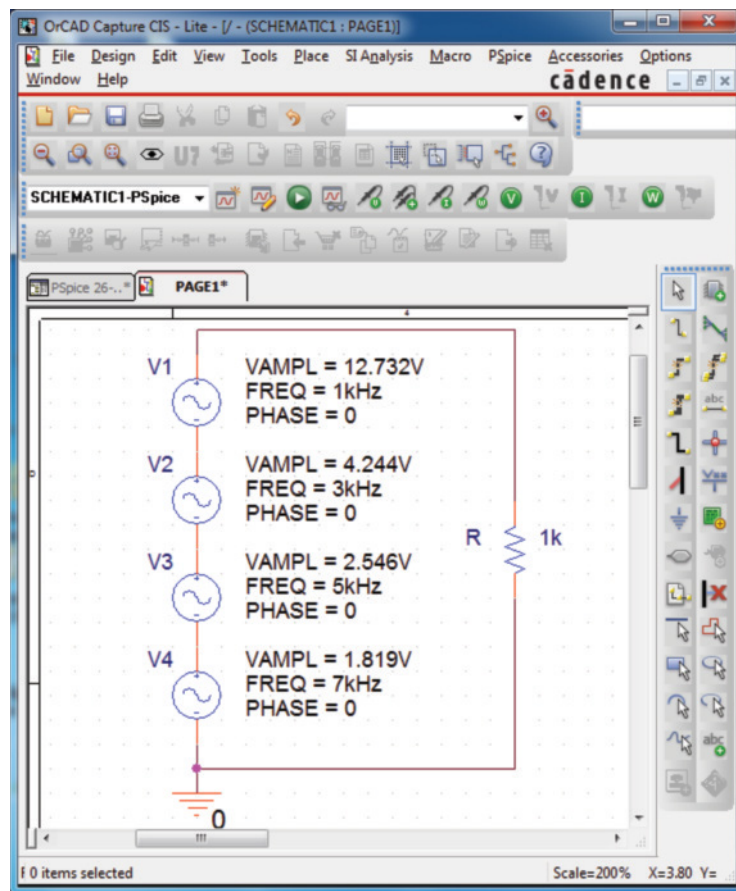 OrCAD Capture CIS - Lite - [/ - (SCHEMATIC1 : PAGE1)]
File Design Edit View Tools Place SI Analysis Macro PSpice Accessories Options
Window Help
cādence
U?
SCHEMATIC1-PSpice
V I W
PSpice 26-..* PAGE1*
4
V1 VAMPL = 12.732V
FREQ = 1kHz
PHASE = 0
V2 VAMPL = 4.244V
FREQ = 3kHz
PHASE = 0
R 1k
V3 VAMPL = 2.546V
FREQ = 5kHz
PHASE = 0
V4 VAMPL = 1.819V
FREQ = 7kHz
PHASE = 0
0
abc
abc
F 0 items selected Scale=200% X=3.80 Y=